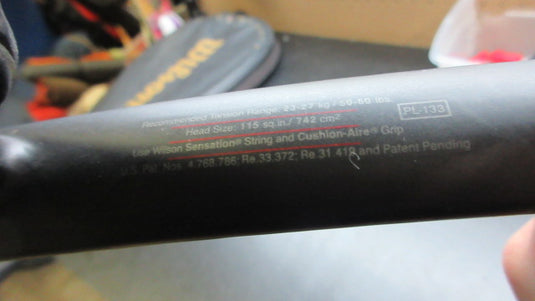 Wilson
Recommended Tension Range: 23-27 kg / 50-60 lbs.
PL-133
Head Size: 115 sq.in./ 742 cm²
Use Wilson Sensation® String and Cushion-Aire® Grip
U.S. Pat. Nos. 4,768,786; Re.33,372; Re.31,419 and Patent Pending